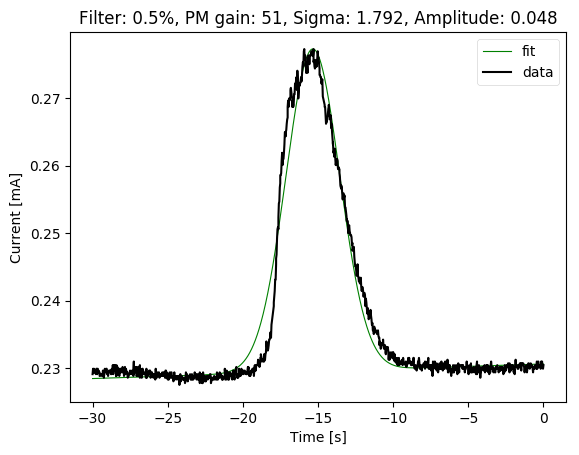 Filter: 0.5%, PM gain: 51, Sigma: 1.792, Amplitude: 0.048
fit
data
0.27
0.26
0.25
0.24
0.23
Current [mA]
−30
−25
−20
−15
−10
−5
0
Time [s]